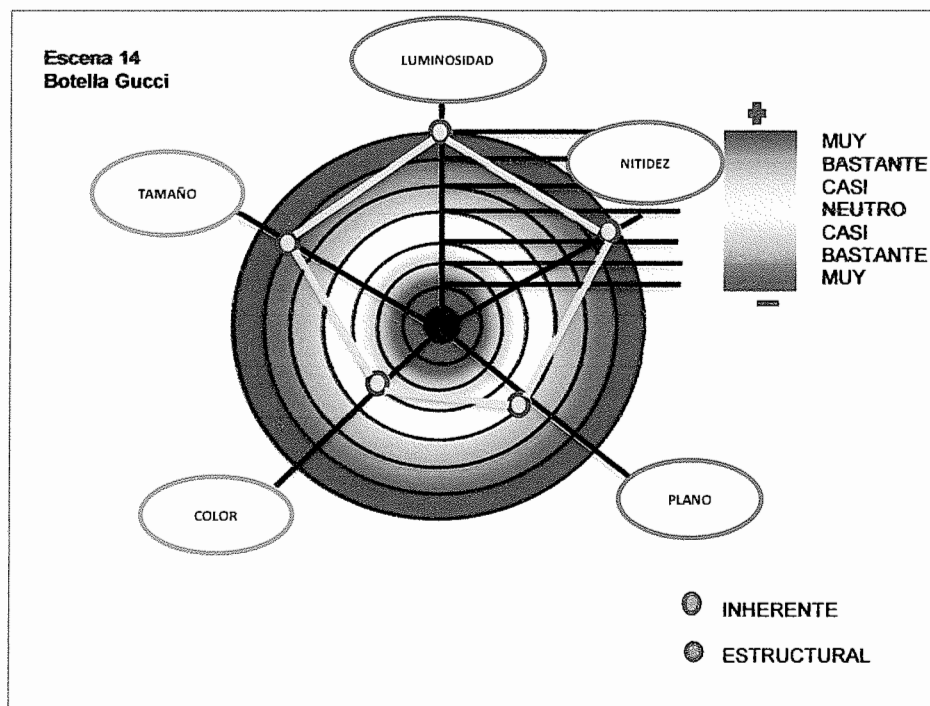 Escena 14
Botella Gucci
LUMINOSIDAD
NITIDEZ
TAMAÑO
COLOR
PLANO
+
MUY
BASTANTE
CASI
NEUTRO
CASI
BASTANTE
MUY
-
INHERENTE
ESTRUCTURAL